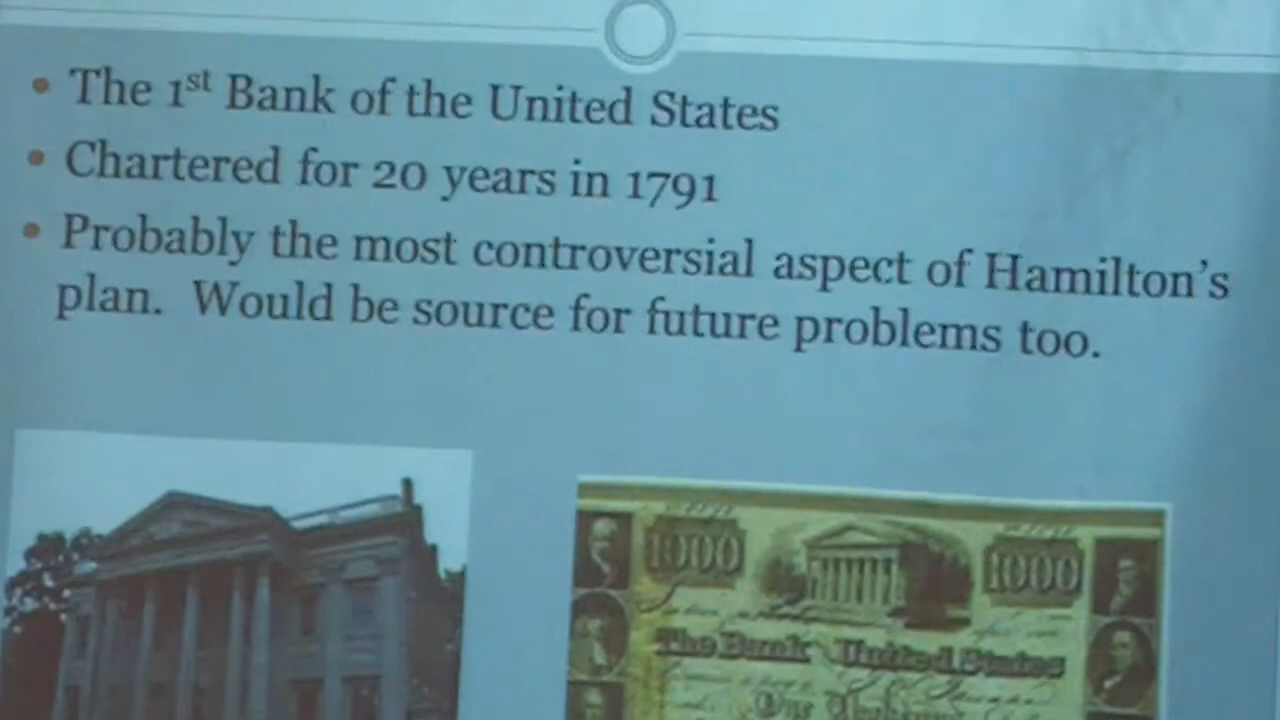 The 1st Bank of the United States
Chartered for 20 years in 1791
Probably the most controversial aspect of Hamilton's
plan. Would be source for future problems too.
1000 1000
The Bank United States
One